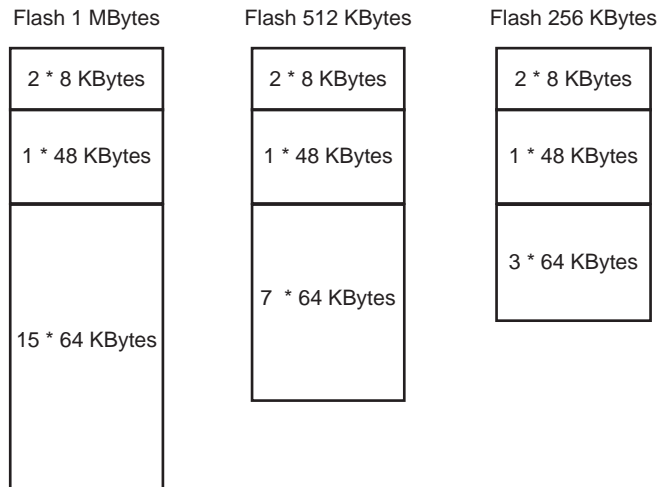 Flash 1 MBytes
2 * 8 KBytes
1 * 48 KBytes
15 * 64 KBytes
Flash 512 KBytes
2 * 8 KBytes
1 * 48 KBytes
7 * 64 KBytes
Flash 256 KBytes
2 * 8 KBytes
1 * 48 KBytes
3 * 64 KBytes